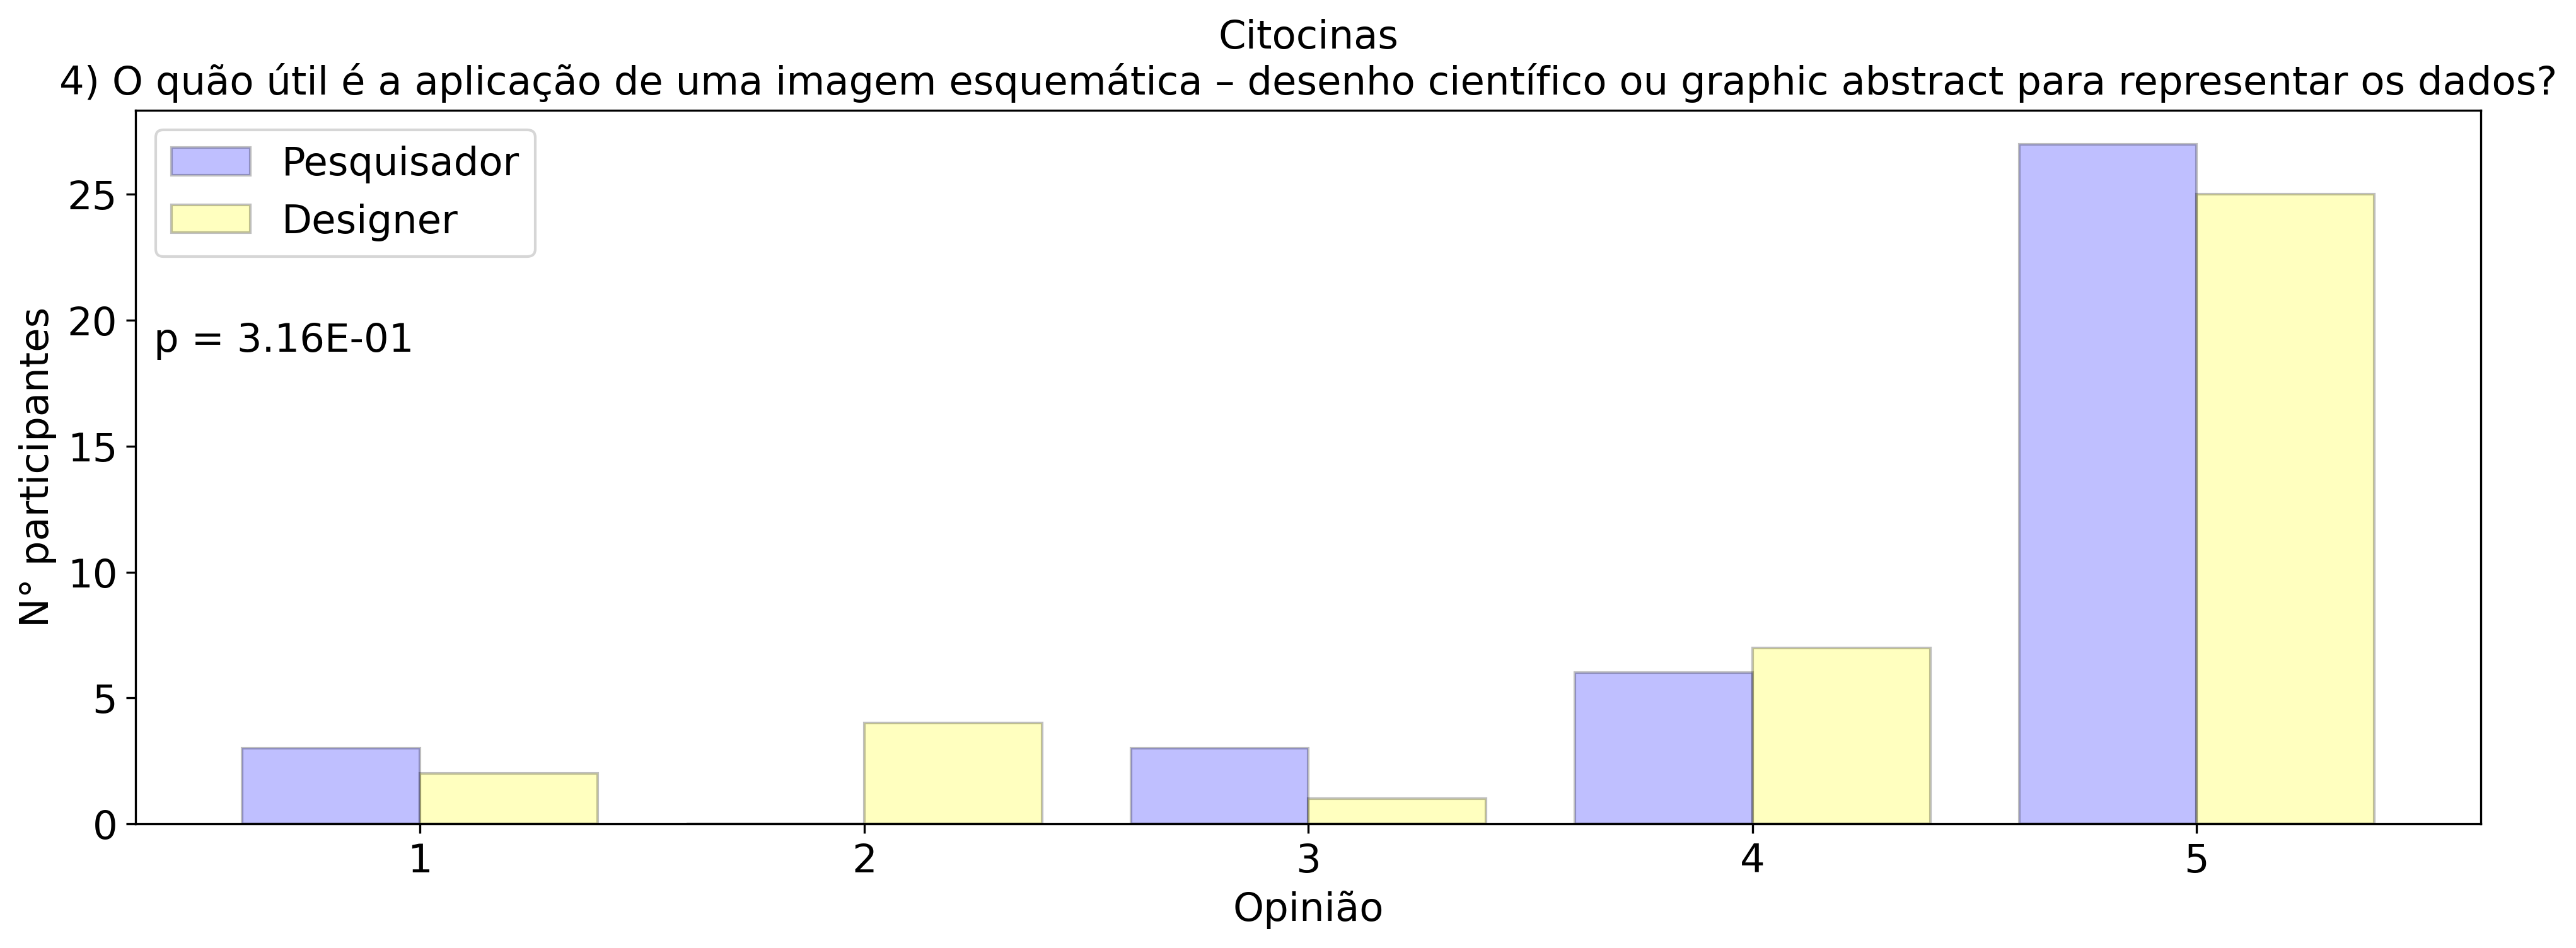 Citocinas
4) O quão útil é a aplicação de uma imagem esquemática – desenho científico ou graphic abstract para representar os dados?
Pesquisador
Designer
p = 3.16E-01
N° participantes
25
20
15
10
5
0
1 2 3 4 5
Opinião